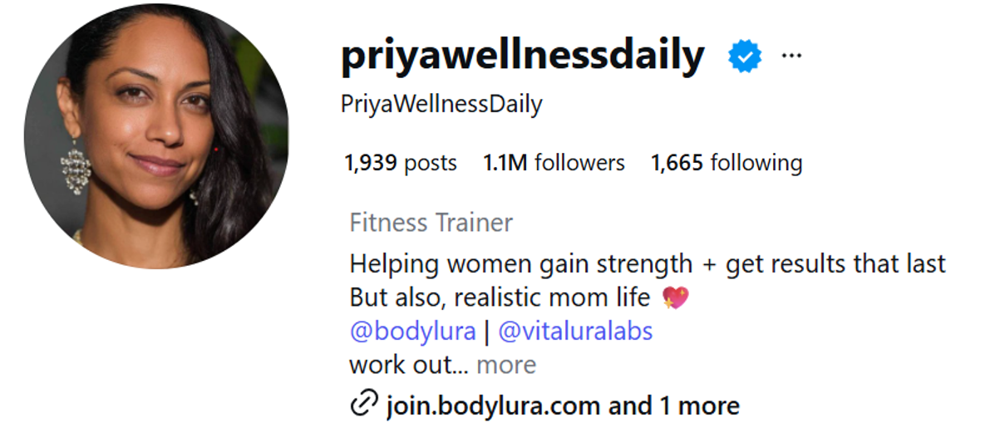 priyawellnessdaily
PriyaWellnessDaily
1,939 posts 1.1M followers 1,665 following
Fitness Trainer
Helping women gain strength + get results that last
But also, realistic mom life 💖
@bodylura | @vitaluralabs
work out... more
join.bodylura.com and 1 more